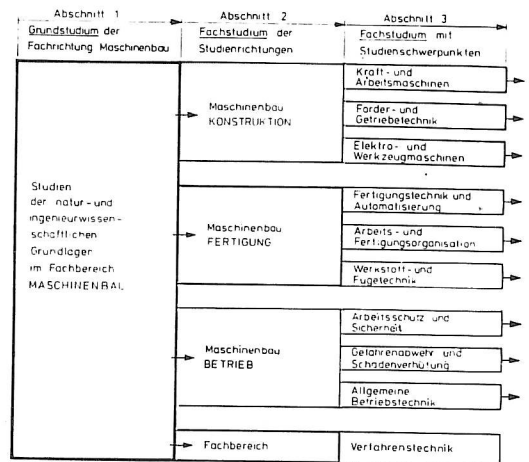 Abschnitt 1
Abschnitt 2
Abschnitt 3
Grundstudium der
Fachrichtung Maschinenbau
Fachstudium der
Studienrichtungen
Fachstudium mit
Studienschwerpunkten
Studien
der natur- und
ingenieurwissen-
schaftlichen
Grundlagen
im Fachbereich
MASCHINENBAU
Maschinenbau
KONSTRUKTION
Kraft- und
Arbeitsmaschinen
Förder- und
Getriebetechnik
Elektro- und
Werkzeugmaschinen
Maschinenbau
FERTIGUNG
Fertigungstechnik und
Automatisierung
Arbeits- und
Fertigungsorganisation
Werkstoff- und
Fügetechnik
Maschinenbau
BETRIEB
Arbeitsschutz und
Sicherheit
Gefahrenabwehr und
Schadenverhütung
Allgemeine
Betriebstechnik
Fachbereich
Verfahrenstechnik